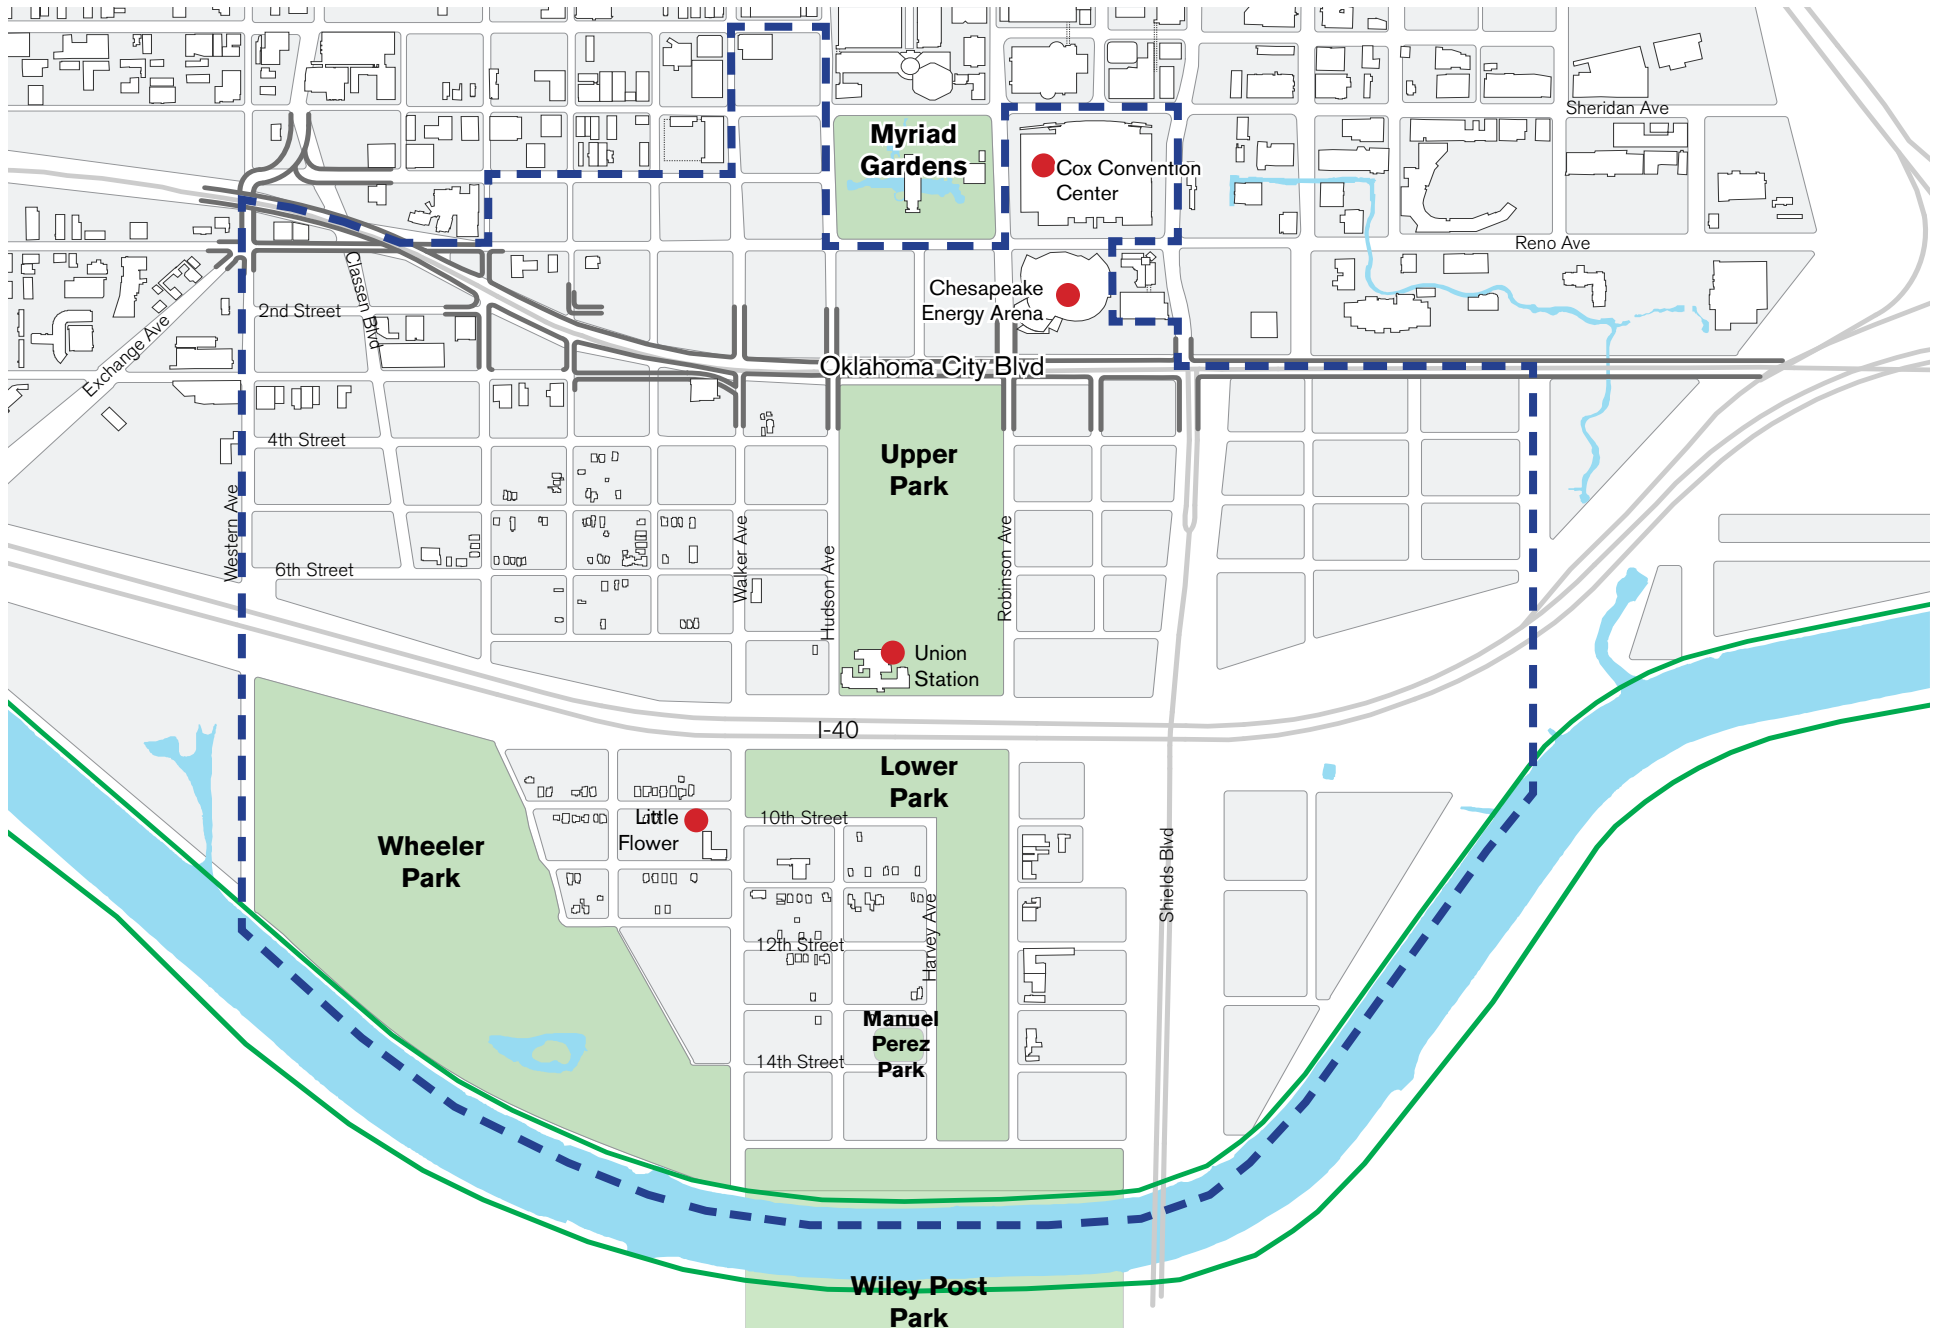 Sheridan Ave
Myriad
Gardens
Cox Convention
Center
Reno Ave
Classen Blvd
2nd Street
Exchange Ave
Chesapeake
Energy Arena
Oklahoma City Blvd
4th Street
Upper
Park
Western Ave
6th Street
Walker Ave
Hudson Ave
Robinson Ave
Union
Station
I-40
Lower
Park
Little
Flower
10th Street
Wheeler
Park
Shields Blvd
Harvey Ave
12th Street
Manuel
Perez
Park
14th Street
Wiley Post
Park